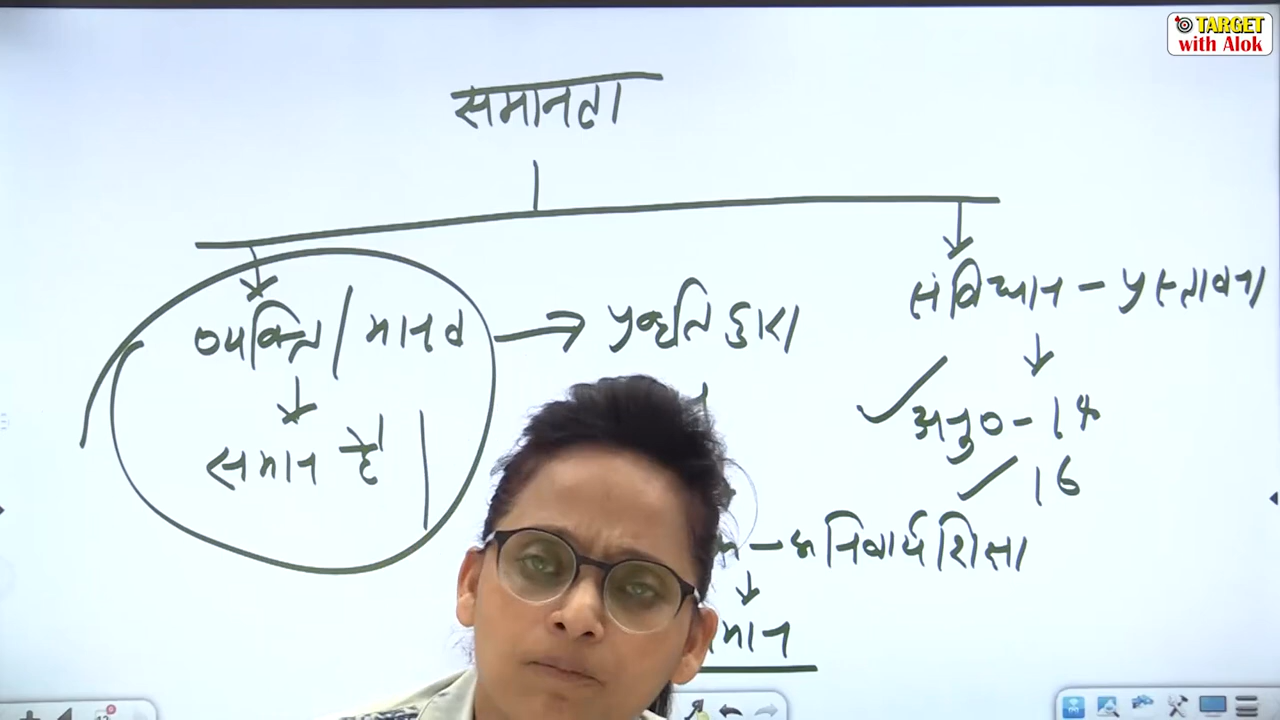 TARGET
with Alok
समानता
व्यक्ति / मानव → प्रकृति द्वारा
संविधान - प्रस्तावना
समान है।
✓ अनु० - 14
✓ 16
- अनिवार्य शिक्षा